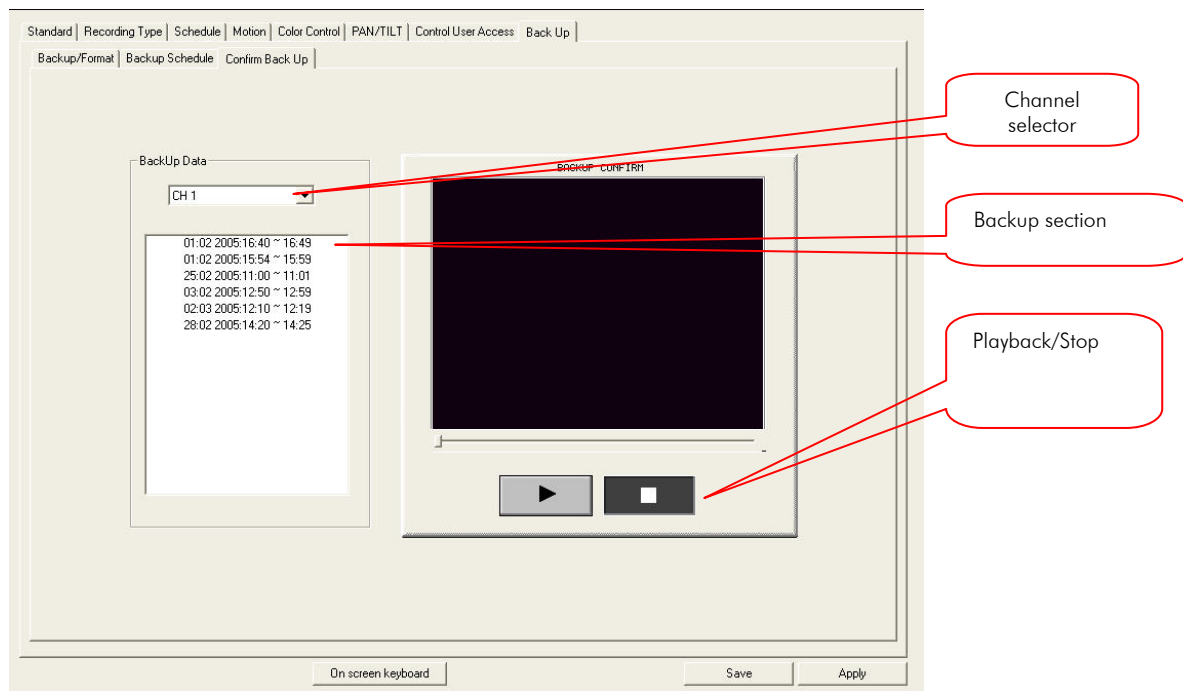 Standard Recording Type Schedule Motion Color Control PAN/TILT Control User Access Back Up
Backup/Format Backup Schedule Confirm Back Up
Channel
selector
BackUp Data
BACKUP CONFIRM
CH 1
Backup section
01:02 2005:16:40 ~ 16:49
01:02 2005:15:54 ~ 15:59
25:02 2005:11:00 ~ 11:01
03:02 2005:12:50 ~ 12:59
02:03 2005:12:10 ~ 12:19
28:02 2005:14:20 ~ 14:25
Playback/Stop
On screen keyboard Save Apply